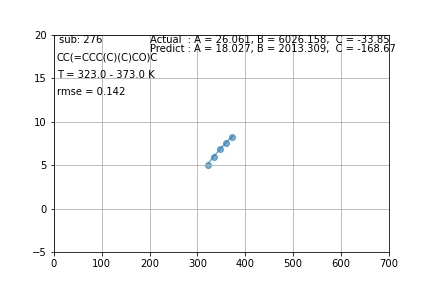 sub: 276
Actual : A = 26.061, B = 6026.158, C = -33.85
Predict : A = 18.027, B = 2013.309, C = -168.67
CC(=CCC(C)(C)CO)C
T = 323.0 - 373.0 K
rmse = 0.142
20
15
10
5
0
−5
0 100 200 300 400 500 600 700